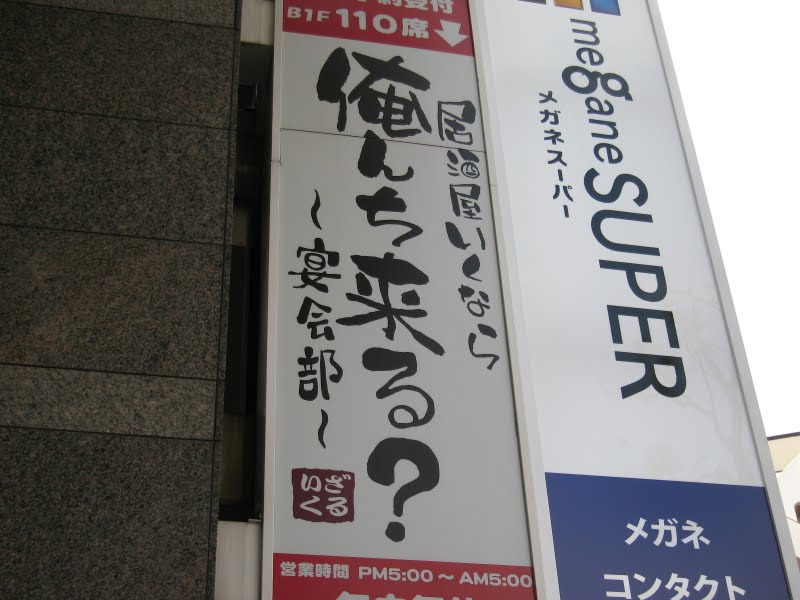 B1F 110席
居酒屋いくなら
俺んち来る?
~宴会部~
ざる
いく
営業時間 PM5:00~AM5:00
meganeSUPER
メガネスーパー
メガネ
コンタクト